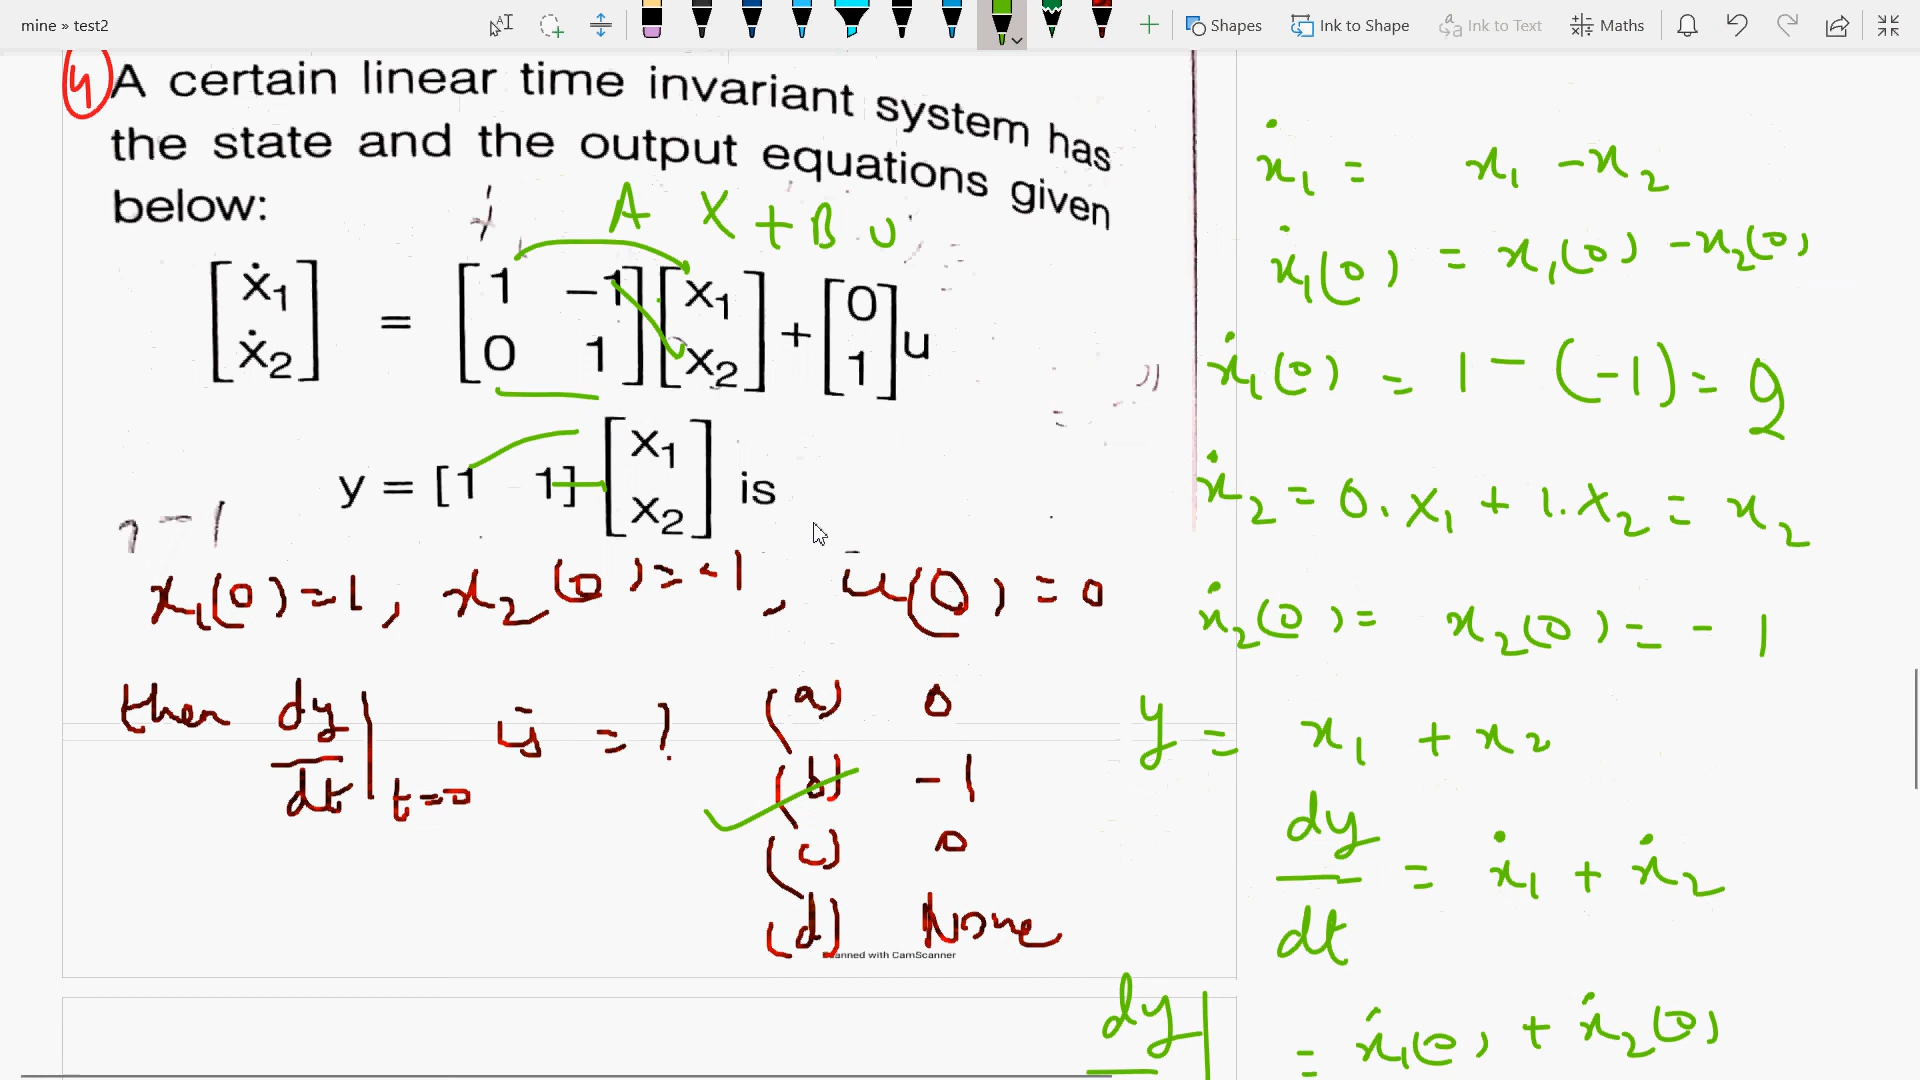 mine » test2
Shapes Ink to Shape Ink to Text Maths
4 A certain linear time invariant system has
the state and the output equations given
below:
A X + B U
[ẋ1 ẋ2] = [1 -1 0 1] [x1 x2] + [0 1] u
y = [1 1] [x1 x2] is
x1(0) = 1, x2(0) = -1, u(0) = 0
then dy/dt | t=0 is = ?
(a) 0
(b) -1
(c) 0
(d) None
Scanned with CamScanner
ẋ1 = x1 - x2
ẋ1(0) = x1(0) - x2(0)
ẋ1(0) = 1 - (-1) = 2
ẋ2 = 0. x1 + 1. x2 = x2
ẋ2(0) = x2(0) = -1
y = x1 + x2
dy/dt = ẋ1 + ẋ2
dy = ẋ1(0) + ẋ2(0)